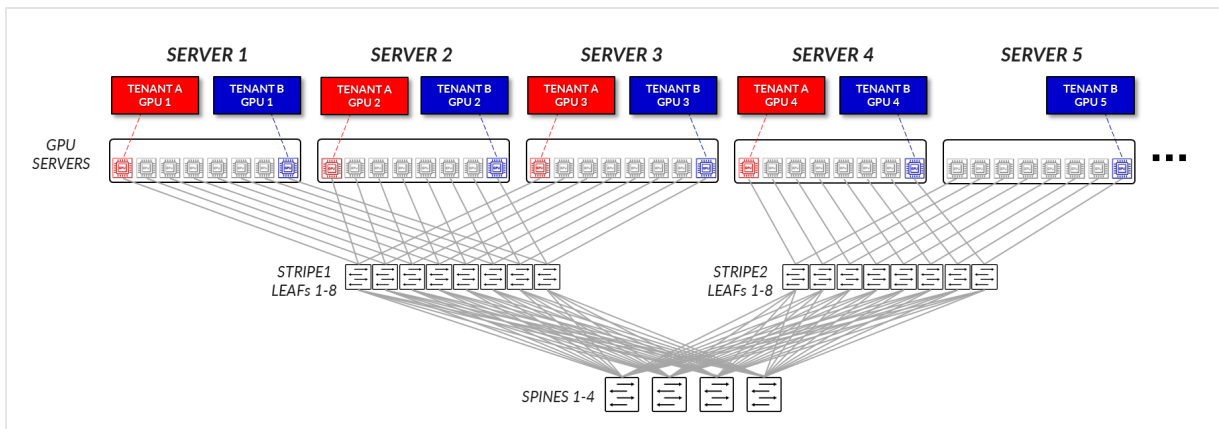 SERVER 1
SERVER 2
SERVER 3
SERVER 4
SERVER 5
TENANT A
GPU 1
TENANT B
GPU 1
TENANT A
GPU 2
TENANT B
GPU 2
TENANT A
GPU 3
TENANT B
GPU 3
TENANT A
GPU 4
TENANT B
GPU 4
TENANT B
GPU 5
GPU
SERVERS
...
STRIPE1
LEAFs 1-8
STRIPE2
LEAFs 1-8
SPINES 1-4